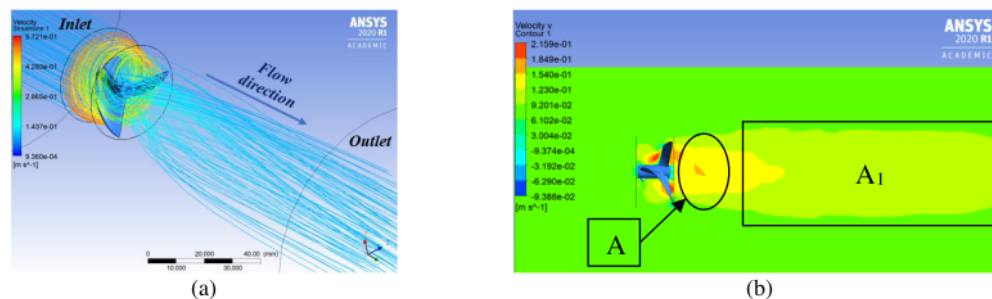 Velocity
Streamline 1
5.721e-01
4.293e-01
2.865e-01
1.437e-01
9.360e-04
[m s^-1]
Inlet
Flow
direction
Outlet
ANSYS
2020 R1
ACADEMIC
0 20.000 40.00 (mm)
10.000 30.000
(a)
Velocity v
Contour 1
2.159e-01
1.849e-01
1.540e-01
1.230e-01
9.201e-02
6.102e-02
3.004e-02
-9.374e-04
-3.192e-02
-6.290e-02
-9.388e-02
[m s^-1]
ANSYS
2020 R1
ACADEMIC
A
A1
(b)